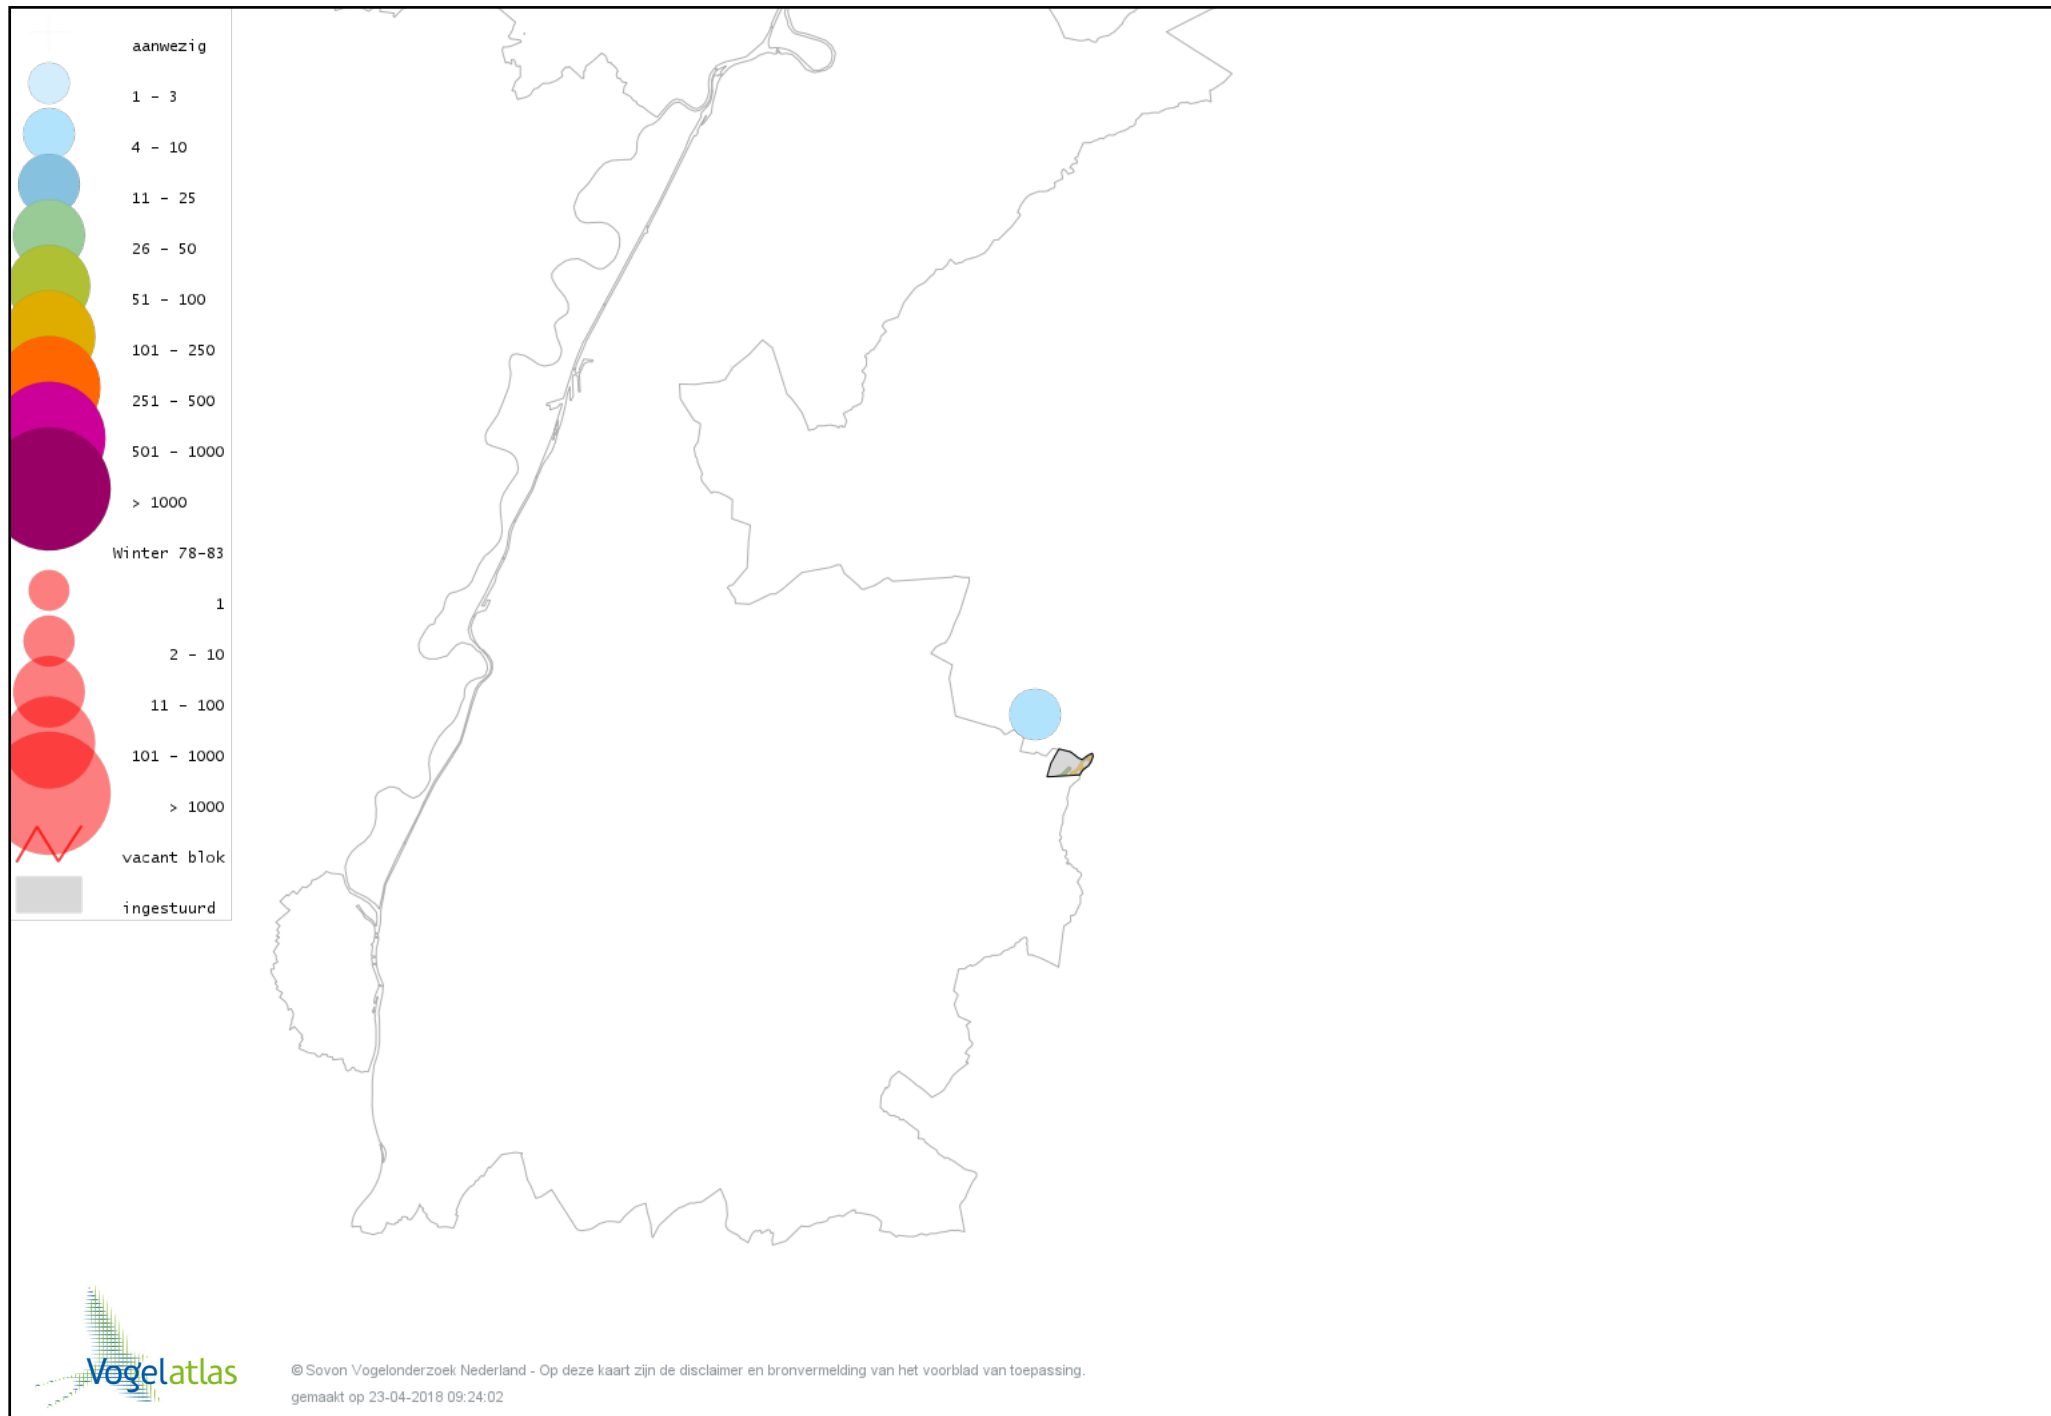 aanwezig
1 - 3
4 - 10
11 - 25
26 - 50
51 - 100
101 - 250
251 - 500
501 - 1000
> 1000
Winter 78-83
1
2 - 10
11 - 100
101 - 1000
> 1000
vacant blok
ingestuurd
Vogelatlas
© Sovon Vogelonderzoek Nederland - Op deze kaart zijn de disclaimer en bronvermelding van het voorblad van toepassing.
gemaakt op 23-04-2018 09:24:02